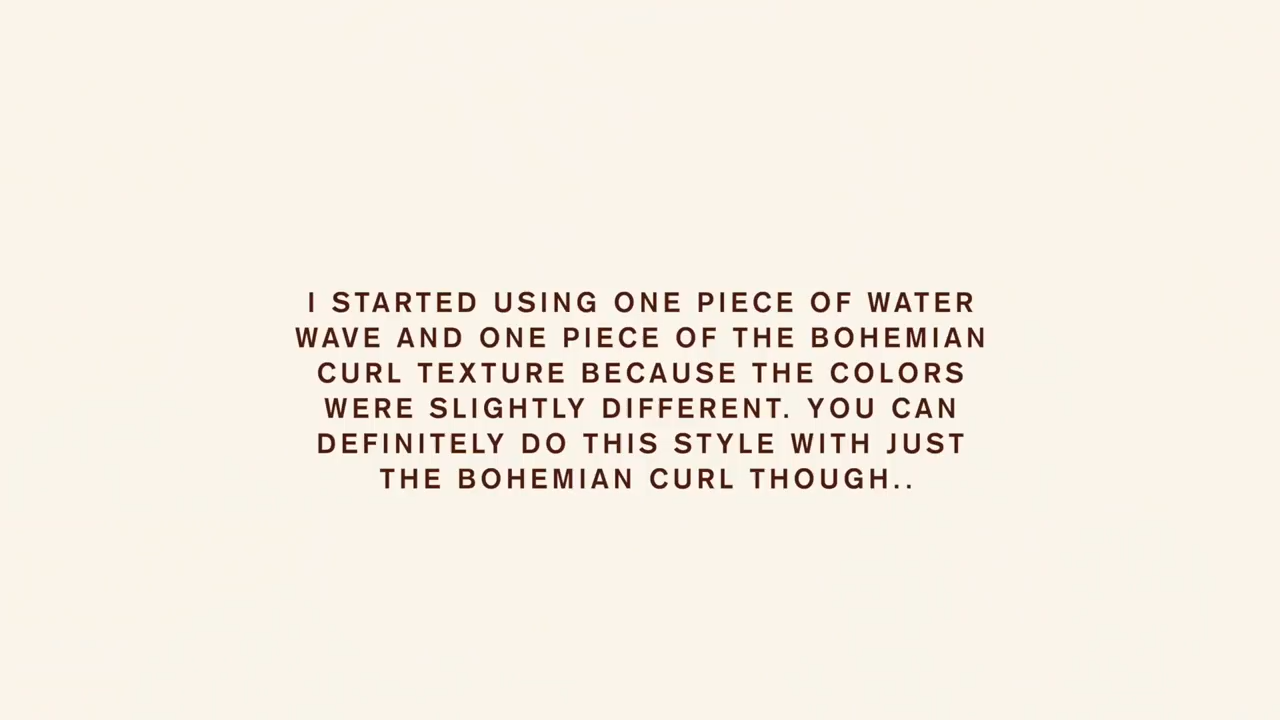 I STARTED USING ONE PIECE OF WATER
WAVE AND ONE PIECE OF THE BOHEMIAN
CURL TEXTURE BECAUSE THE COLORS
WERE SLIGHTLY DIFFERENT. YOU CAN
DEFINITELY DO THIS STYLE WITH JUST
THE BOHEMIAN CURL THOUGH..